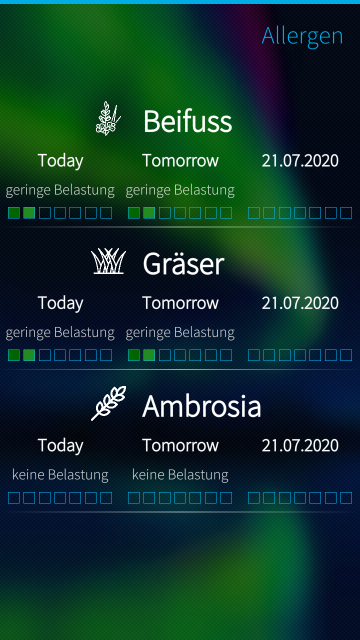 Allergen
Beifuss
Today Tomorrow 21.07.2020
geringe Belastung geringe Belastung
Gräser
Today Tomorrow 21.07.2020
geringe Belastung geringe Belastung
Ambrosia
Today Tomorrow 21.07.2020
keine Belastung keine Belastung